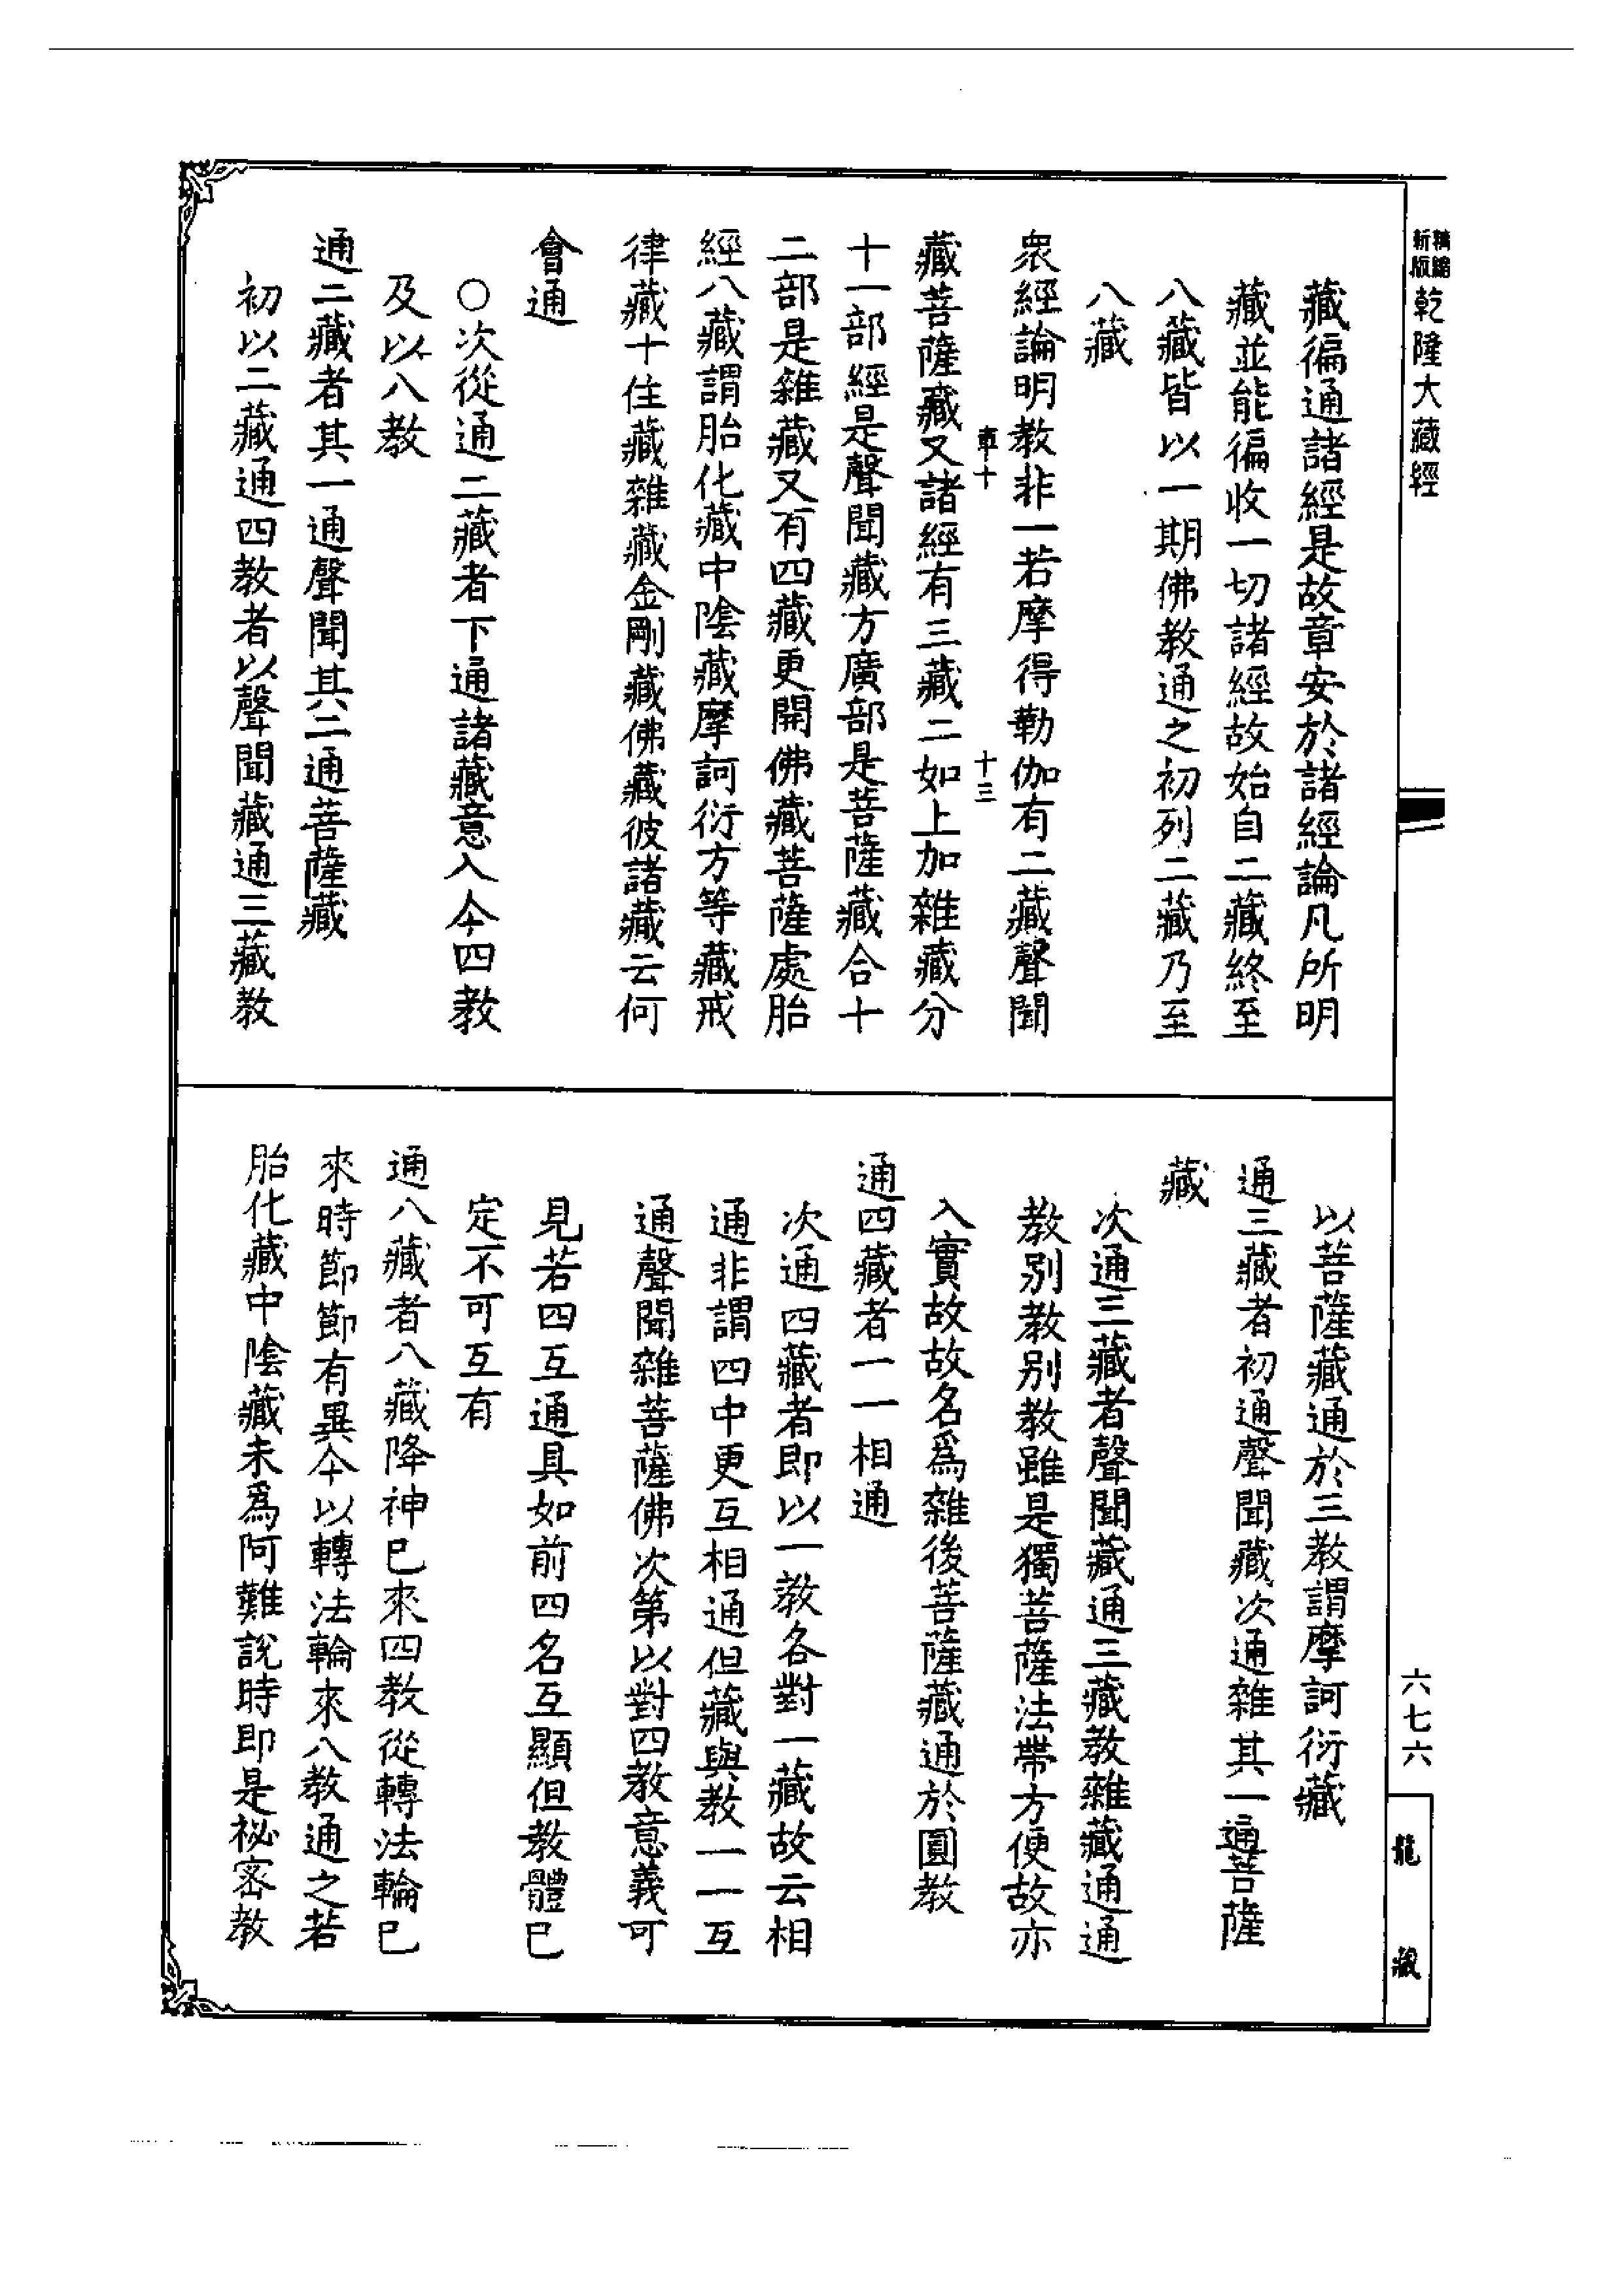 新版 精縮 乾隆大藏經
藏徧通諸經是故章安於諸經論凡所明
藏並能徧收一切諸經故始自二藏終至
八藏皆以一期佛教通之初列二藏乃至
八藏
衆經論明教非一若摩得勒伽有二藏聲聞
章十 十三
藏菩薩藏又諸經有三藏二如上加雜藏分
十一部經是聲聞藏方廣部是菩薩藏合十
二部是雜藏又有四藏更開佛藏菩薩處胎
經八藏謂胎化藏中陰藏摩訶衍方等藏戒
律藏十住藏雜藏金剛藏佛藏彼諸藏云何
會通
○次從通二藏者下通諸藏意入今四教
及以八教
通二藏者其一通聲聞其二通菩薩藏
初以二藏通四教者以聲聞藏通三藏教
以菩薩藏通於三教謂摩訶衍藏
通三藏者初通聲聞藏次通雜其一通菩薩
藏
次通三藏者聲聞藏通三藏教雜藏通通
教別教別教雖是獨菩薩法帶方便故亦
入實故故名爲雜後菩薩藏通於圓教
通四藏者一一相通
次通四藏者即以一教各對一藏故云相
通非謂四中更互相通但藏與教一一互
通聲聞雜菩薩佛次第以對四教意義可
見若四互通具如前四名互顯但教體已
定不可互有
通八藏者八藏降神已來四教從轉法輪已
來時節節有異今以轉法輪來八教通之若
胎化藏中陰藏未爲阿難說時即是祕密教
六七六
龍藏